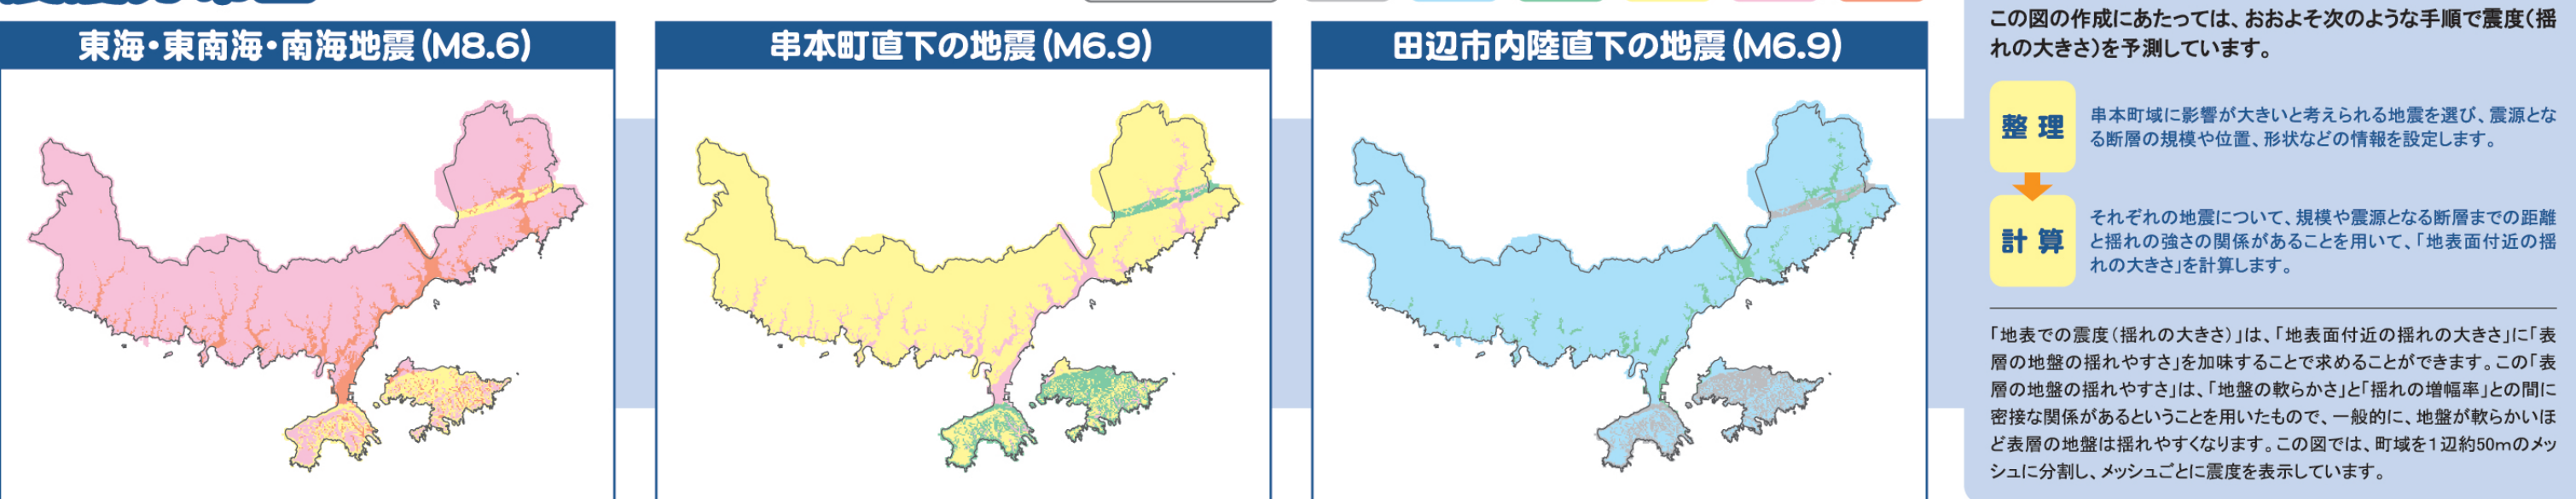 東海・東南海・南海地震(M8.6)
串本町直下の地震(M6.9)
田辺市内陸直下の地震(M6.9)
この図の作成にあたっては、おおよそ次のような手順で震度(揺
れの大きさ)を予測しています。
整理
串本町域に影響が大きいと考えられる地震を選び、震源とな
る断層の規模や位置、形状などの情報を設定します。
計算
それぞれの地震について、規模や震源となる断層までの距離
と揺れの強さの関係があることを用いて、「地表面付近の揺
れの大きさ」を計算します。
「地表での震度(揺れの大きさ)」は、「地表面付近の揺れの大きさ」に「表
層の地盤の揺れやすさ」を加味することで求めることができます。この「表
層の地盤の揺れやすさ」は、「地盤の軟らかさ」と「揺れの増幅率」との間に
密接な関係があるということを用いたもので、一般的に、地盤が軟らかいほ
ど表層の地盤は揺れやすくなります。この図では、町域を1辺約50mのメッ
シュに分割し、メッシュごとに震度を表示しています。